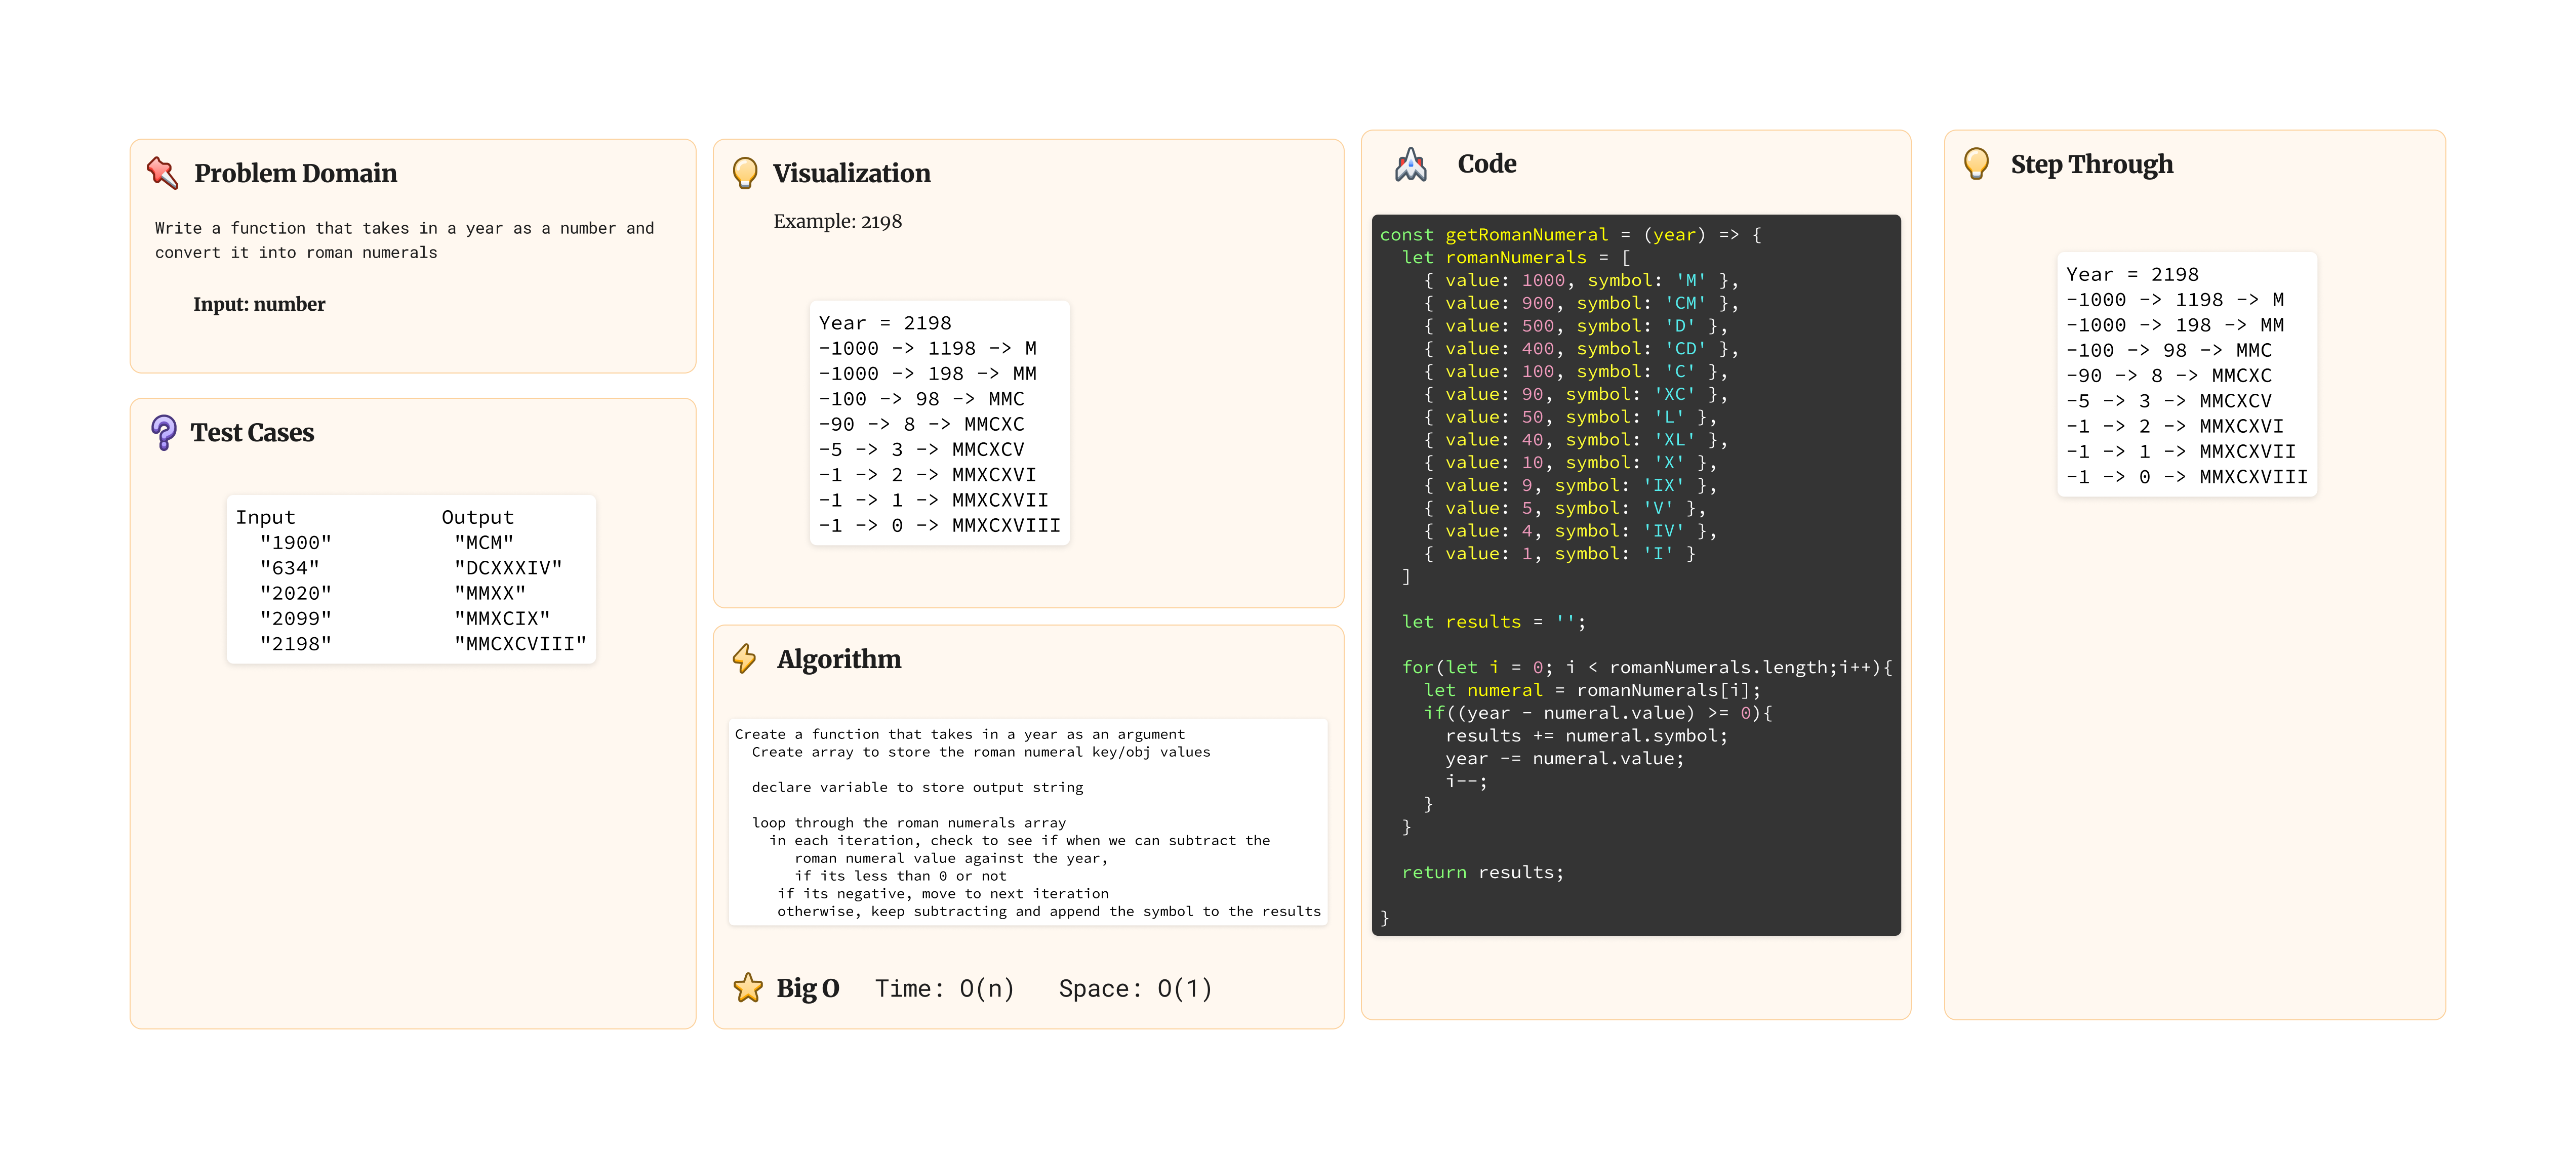 Problem Domain
Write a function that takes in a year as a number and
convert it into roman numerals
Input: number
Test Cases
Input Output
"1900" "MCM"
"634" "DCXXXIV"
"2020" "MMXX"
"2099" "MMXCIX"
"2198" "MMCXCVIII"
Visualization
Example: 2198
Year = 2198
-1000 -> 1198 -> M
-1000 -> 198 -> MM
-100 -> 98 -> MMC
-90 -> 8 -> MMCXC
-5 -> 3 -> MMCXCV
-1 -> 2 -> MMXCXVI
-1 -> 1 -> MMXCXVII
-1 -> 0 -> MMXCXVIII
Algorithm
Create a function that takes in a year as an argument
Create array to store the roman numeral key/obj values
declare variable to store output string
loop through the roman numerals array
in each iteration, check to see if when we can subtract the
roman numeral value against the year,
if its less than 0 or not
if its negative, move to next iteration
otherwise, keep subtracting and append the symbol to the results
Big O Time: O(n) Space: O(1)
Code
const getRomanNumeral = (year) => {
let romanNumerals = [
{ value: 1000, symbol: 'M' },
{ value: 900, symbol: 'CM' },
{ value: 500, symbol: 'D' },
{ value: 400, symbol: 'CD' },
{ value: 100, symbol: 'C' },
{ value: 90, symbol: 'XC' },
{ value: 50, symbol: 'L' },
{ value: 40, symbol: 'XL' },
{ value: 10, symbol: 'X' },
{ value: 9, symbol: 'IX' },
{ value: 5, symbol: 'V' },
{ value: 4, symbol: 'IV' },
{ value: 1, symbol: 'I' }
]
let results = '';
for(let i = 0; i < romanNumerals.length;i++){
let numeral = romanNumerals[i];
if((year - numeral.value) >= 0){
results += numeral.symbol;
year -= numeral.value;
i--;
}
}
return results;
}
Step Through
Year = 2198
-1000 -> 1198 -> M
-1000 -> 198 -> MM
-100 -> 98 -> MMC
-90 -> 8 -> MMCXC
-5 -> 3 -> MMCXCV
-1 -> 2 -> MMXCXVI
-1 -> 1 -> MMXCXVII
-1 -> 0 -> MMXCXVIII